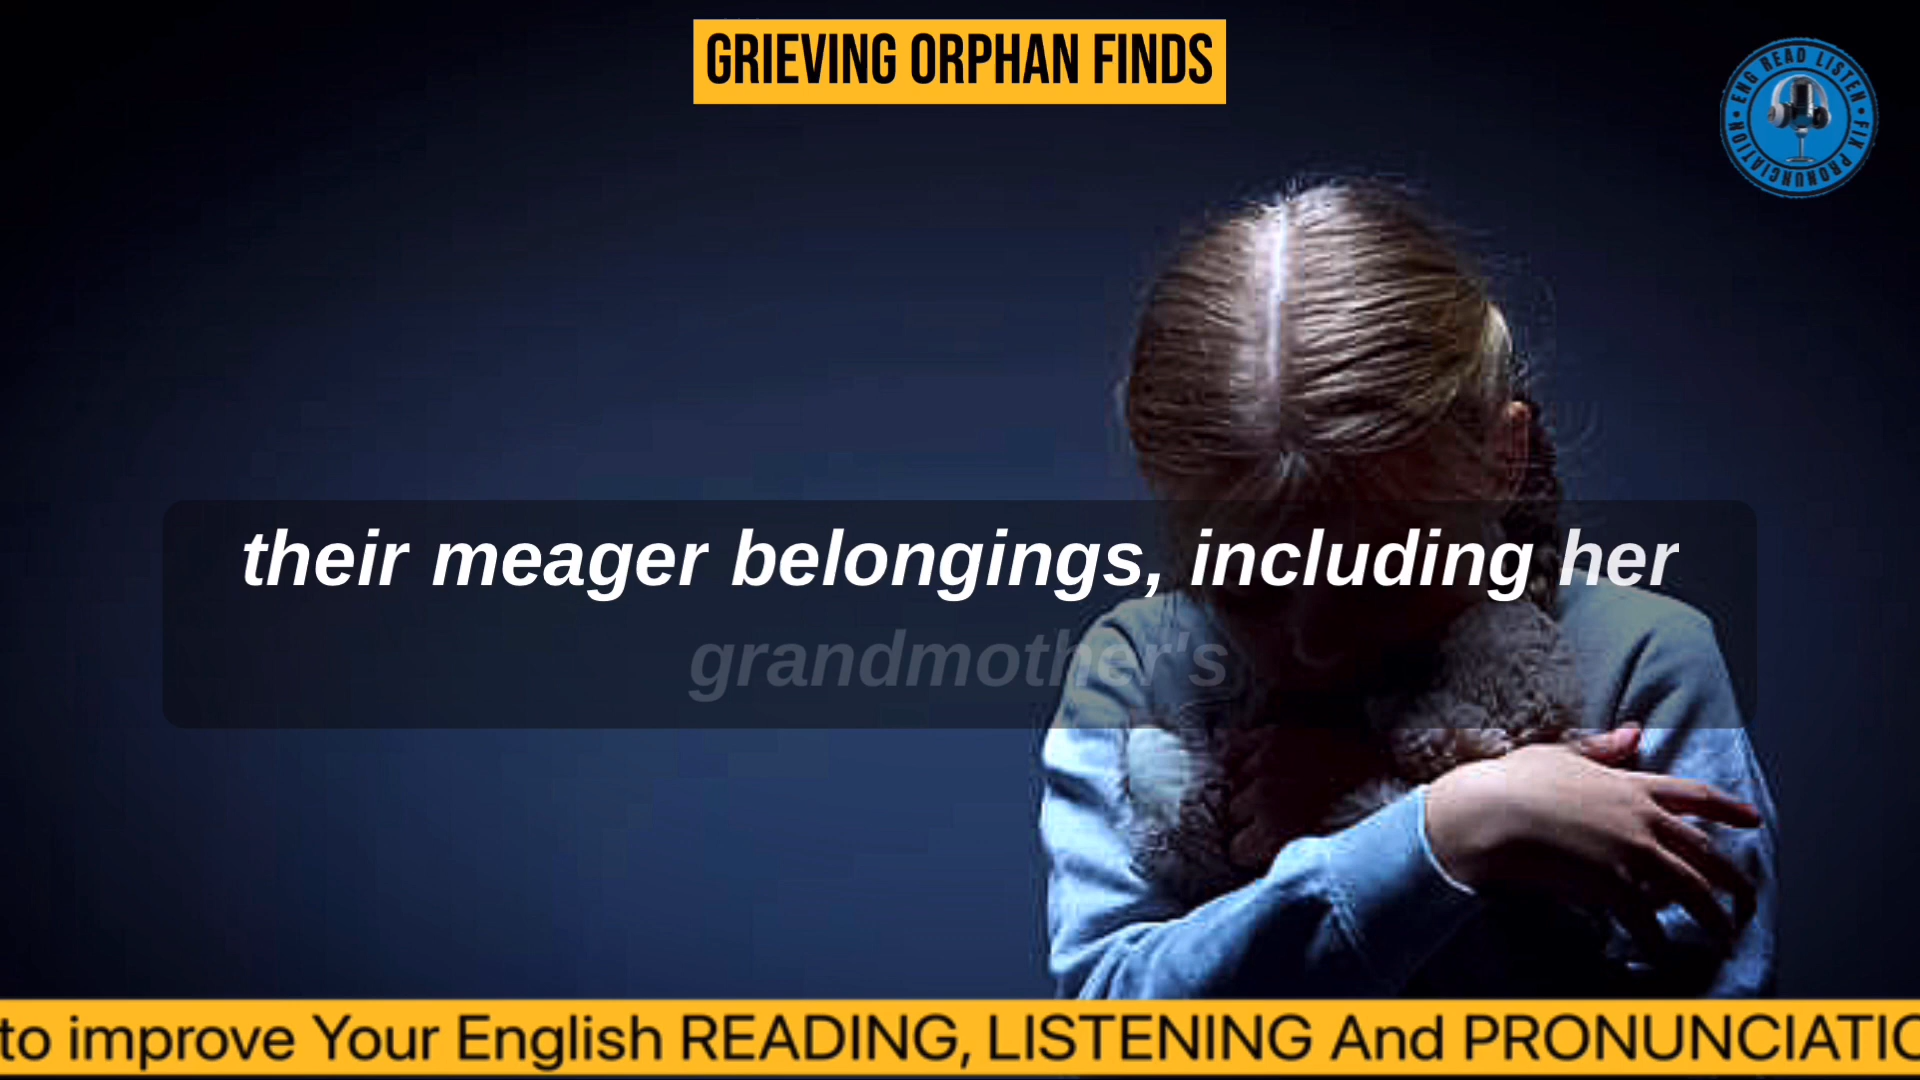 GRIEVING ORPHAN FINDS
ENG READ LISTEN • FIX PRONUNCIATION •
their meager belongings, including her
grandmother's
to improve Your English READING, LISTENING And PRONUNCIATIO